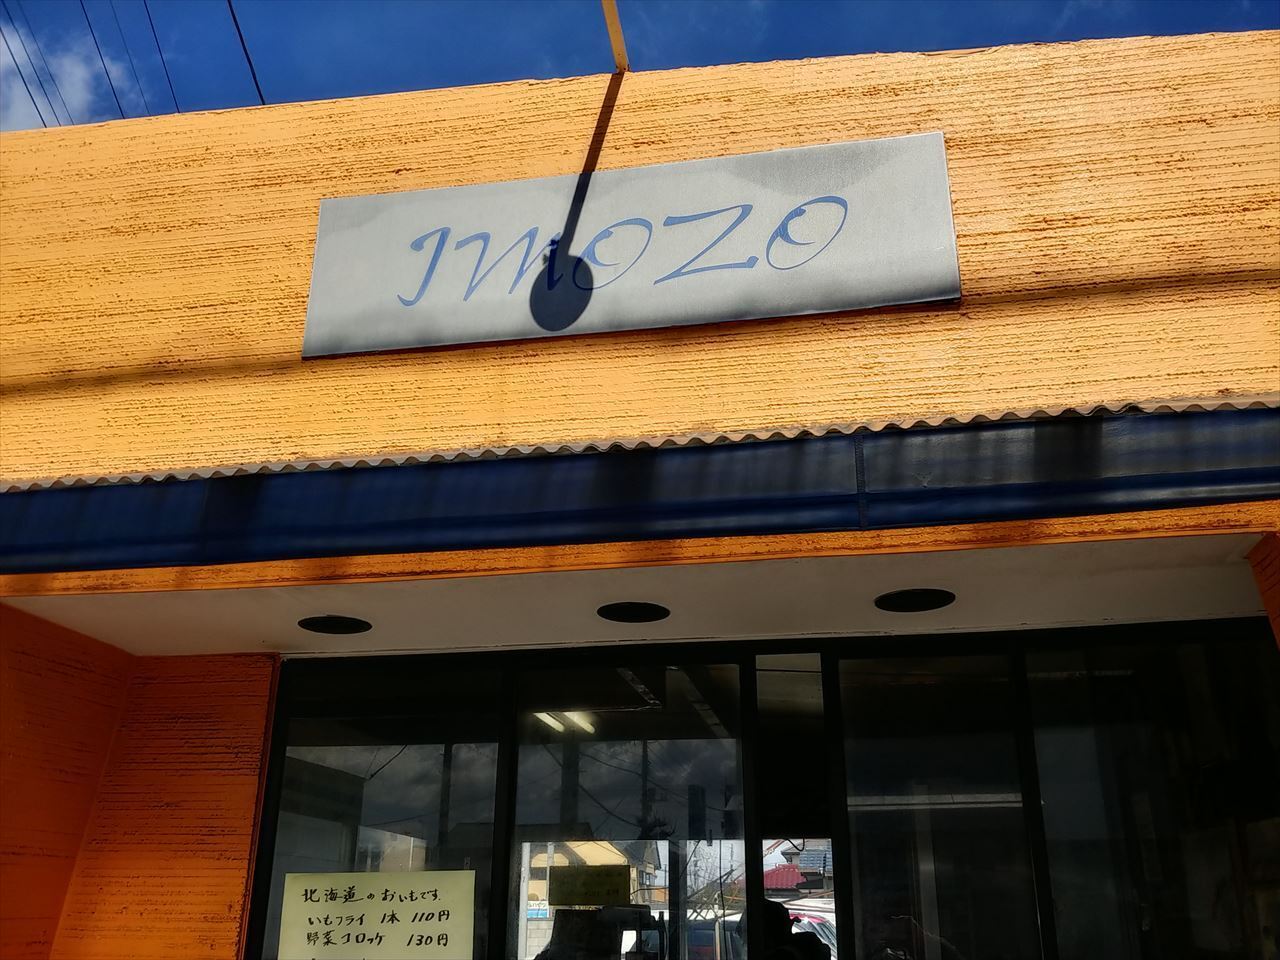 IMOZO
北海道のおいもです.
いもフライ 1本 110円
野菜コロッケ 130円